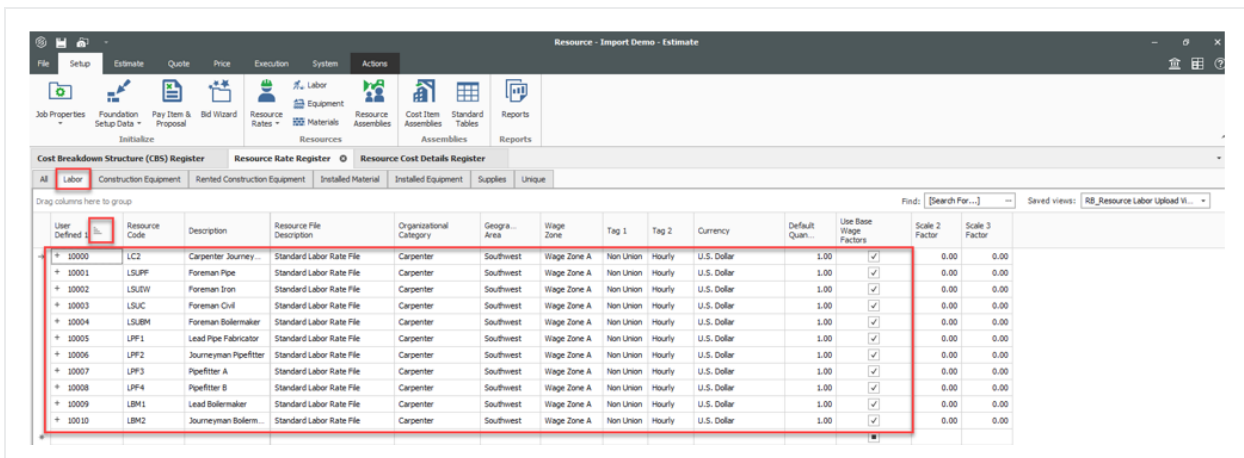 Resource - Import Demo - Estimate
File Setup Estimate Quote Price Execution System Actions
Job Properties Foundation Setup Data Pay Item & Proposal Bid Wizard Resource Rates Labor Equipment Materials Resource Assemblies Cost Item Assemblies Standard Tables Reports
Initialize Resources Assemblies Reports
Cost Breakdown Structure (CBS) Register Resource Rate Register Resource Cost Details Register
All Labor Construction Equipment Rented Construction Equipment Installed Material Installed Equipment Supplies Unique
Drag columns here to group Find: [Search For...] Saved views: RB_Resource Labor Upload Vi...
User Defined 1 Resource Code Description Resource File Description Organizational Category Geogra... Area Wage Zone Tag 1 Tag 2 Currency Default Quan... Use Base Wage Factors Scale 2 Factor Scale 3 Factor
+ 10000 LC2 Carpenter Journey... Standard Labor Rate File Carpenter Southwest Wage Zone A Non Union Hourly U.S. Dollar 1.00 0.00 0.00
+ 10001 LSUPF Foreman Pipe Standard Labor Rate File Carpenter Southwest Wage Zone A Non Union Hourly U.S. Dollar 1.00 0.00 0.00
+ 10002 LSUIW Foreman Iron Standard Labor Rate File Carpenter Southwest Wage Zone A Non Union Hourly U.S. Dollar 1.00 0.00 0.00
+ 10003 LSUC Foreman Civil Standard Labor Rate File Carpenter Southwest Wage Zone A Non Union Hourly U.S. Dollar 1.00 0.00 0.00
+ 10004 LSUBM Foreman Boilermaker Standard Labor Rate File Carpenter Southwest Wage Zone A Non Union Hourly U.S. Dollar 1.00 0.00 0.00
+ 10005 LPF1 Lead Pipe Fabricator Standard Labor Rate File Carpenter Southwest Wage Zone A Non Union Hourly U.S. Dollar 1.00 0.00 0.00
+ 10006 LPF2 Journeyman Pipefitter Standard Labor Rate File Carpenter Southwest Wage Zone A Non Union Hourly U.S. Dollar 1.00 0.00 0.00
+ 10007 LPF3 Pipefitter A Standard Labor Rate File Carpenter Southwest Wage Zone A Non Union Hourly U.S. Dollar 1.00 0.00 0.00
+ 10008 LPF4 Pipefitter B Standard Labor Rate File Carpenter Southwest Wage Zone A Non Union Hourly U.S. Dollar 1.00 0.00 0.00
+ 10009 LBM1 Lead Boilermaker Standard Labor Rate File Carpenter Southwest Wage Zone A Non Union Hourly U.S. Dollar 1.00 0.00 0.00
+ 10010 LBM2 Journeyman Boilerm... Standard Labor Rate File Carpenter Southwest Wage Zone A Non Union Hourly U.S. Dollar 1.00 0.00 0.00